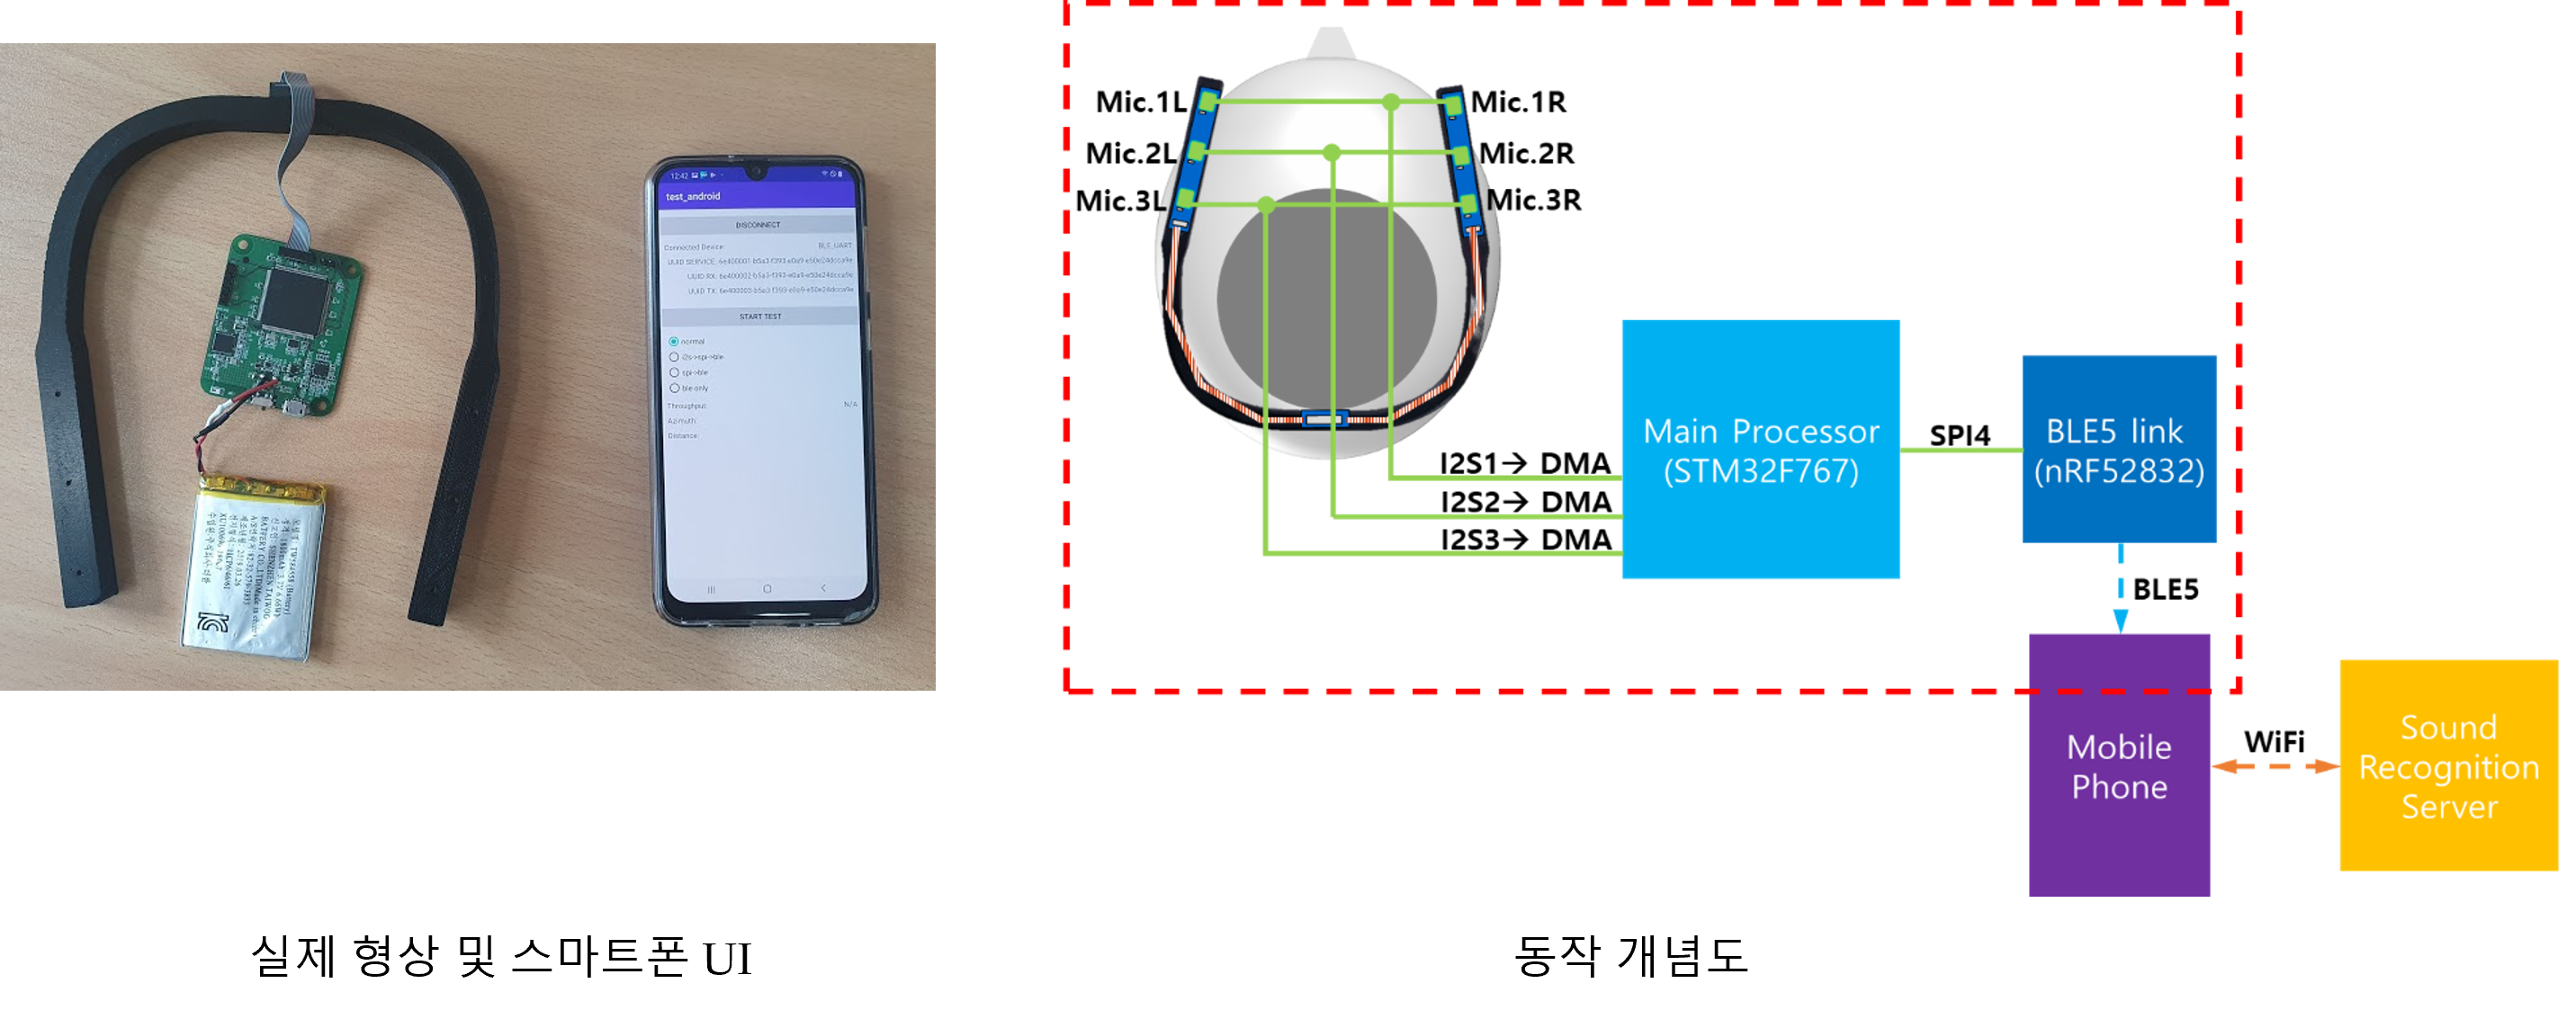 12:42
test_android
DISCONNECT
Connected Device: BLE_UART
UUID SERVICE: 6e400001-b5a3-f393-e0a9-e50e24dcca9e
UUID RX: 6e400002-b5a3-f393-e0a9-e50e24dcca9e
UUID TX: 6e400003-b5a3-f393-e0a9-e50e24dcca9e
START TEST
normal
i2s->spi->ble
spi->ble
ble only
Throughput: N/A
Azimuth:
Distance:
실제 형상 및 스마트폰 UI
Mic.1L Mic.1R
Mic.2L Mic.2R
Mic.3L Mic.3R
I2S1→ DMA
I2S2→ DMA
I2S3→ DMA
Main Processor
(STM32F767)
SPI4
BLE5 link
(nRF52832)
BLE5
Mobile
Phone
WiFi
Sound
Recognition
Server
동작 개념도